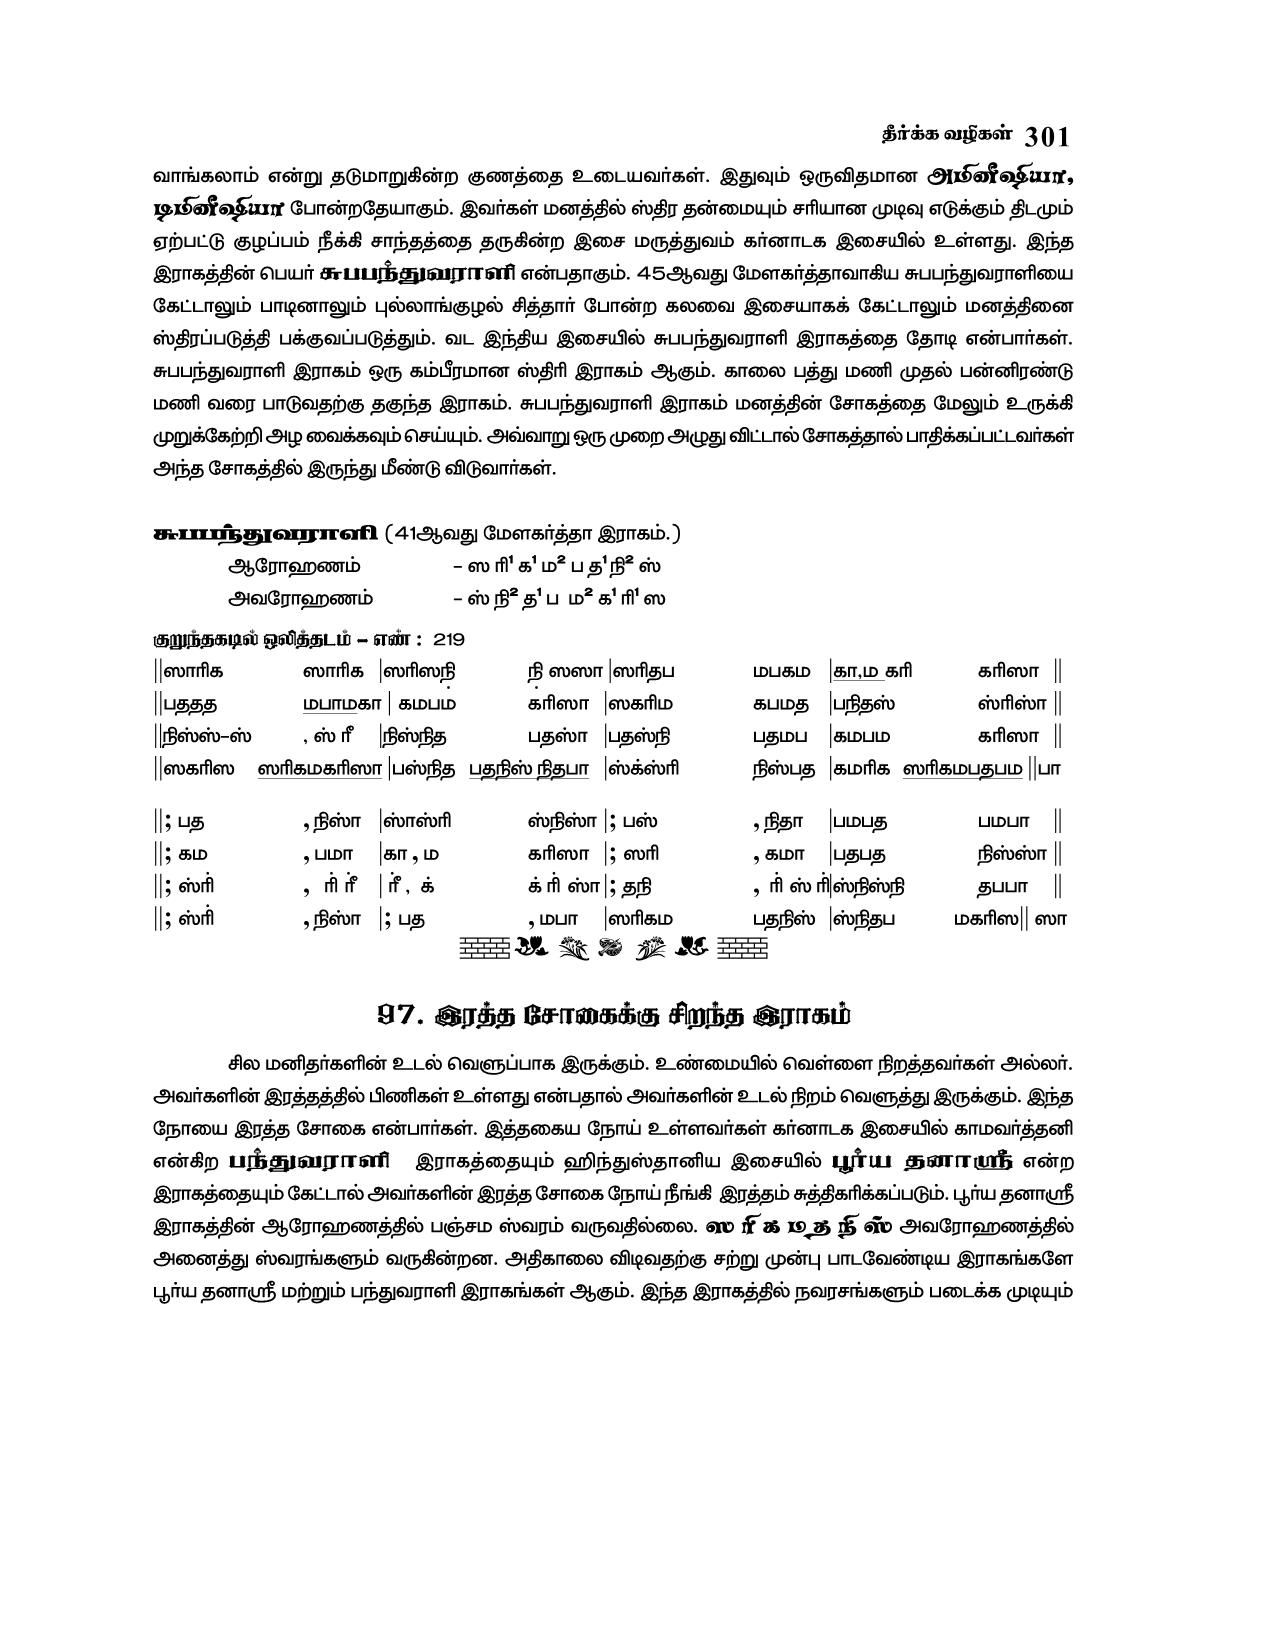 தீர்க்க வழிகள் 301
வாங்கலாம் என்று தடுமாறுகின்ற குணத்தை உடையவர்கள். இதுவும் ஒருவிதமான அமினீஷியா,
டிமினீஷியா போன்றதேயாகும். இவர்கள் மனத்தில் ஸ்திர தன்மையும் சரியான முடிவு எடுக்கும் திடமும்
ஏற்பட்டு குழப்பம் நீக்கி சாந்தத்தை தருகின்ற இசை மருத்துவம் கர்னாடக இசையில் உள்ளது. இந்த
இராகத்தின் பெயர் சுபபந்துவராளி என்பதாகும். 45ஆவது மேளகர்த்தாவாகிய சுபபந்துவராளியை
கேட்டாலும் பாடினாலும் புல்லாங்குழல் சித்தார் போன்ற கலவை இசையாகக் கேட்டாலும் மனத்தினை
ஸ்திரப்படுத்தி பக்குவப்படுத்தும். வட இந்திய இசையில் சுபபந்துவராளி இராகத்தை தோடி என்பார்கள்.
சுபபந்துவராளி இராகம் ஒரு கம்பீரமான ஸ்திரி இராகம் ஆகும். காலை பத்து மணி முதல் பன்னிரண்டு
மணி வரை பாடுவதற்கு தகுந்த இராகம். சுபபந்துவராளி இராகம் மனத்தின் சோகத்தை மேலும் உருக்கி
முறுக்கேற்றி அழ வைக்கவும் செய்யும். அவ்வாறு ஒரு முறை அழுது விட்டால் சோகத்தால் பாதிக்கப்பட்டவர்கள்
அந்த சோகத்தில் இருந்து மீண்டு விடுவார்கள்.
சுபபந்துவராளி (41ஆவது மேளகர்த்தா இராகம்.)
ஆரோஹணம் – ஸ ரி¹ க¹ ம² ப த¹ நி² ஸ்
அவரோஹணம் – ஸ் நி² த¹ ப ம² க¹ ரி¹ ஸ
குறுந்தகடில் ஒலித்தடம் – எண் : 219
||ஸாரிக ஸாரிக |ஸரிஸநி நி ஸஸா |ஸரிதப மபகம |கா,ம கரி கரிஸா ||
||பததத மபாமகா | கமபம கரிஸா |ஸகரிம கபமத |பநிதஸ் ஸ்ரிஸ்ா ||
||நிஸ்ஸ்–ஸ் , ஸ் ரீ |நிஸ்நித பதஸ்ா |பதஸ்நி பதமப |கமபம கரிஸா ||
||ஸகரிஸ ஸரிகமகரிஸா |பஸ்நித பதநிஸ் நிதபா |ஸ்க்ஸ்ரி நிஸ்பத |கமரிக ஸரிகமபதபம ||பா
||; பத , நிஸ்ா |ஸ்ாஸ்ரி ஸ்நிஸ்ா |; பஸ் , நிதா |பமபத பமபா ||
||; கம , பமா |கா , ம கரிஸா |; ஸரி , கமா |பதபத நிஸ்ஸ்ா ||
||; ஸ்ரி் , ரி் ரீ் | ரீ் , க் க் ரி் ஸ்ா|; தநி , ரி் ஸ் ரி்|ஸ்நிஸ்நி தபபா ||
||; ஸ்ரி் , நிஸ்ா |; பத , மபா |ஸரிகம பதநிஸ் |ஸ்நிதப மகரிஸ|| ஸா
97. இரத்த சோகைக்கு சிறந்த இராகம்
சில மனிதர்களின் உடல் வெளுப்பாக இருக்கும். உண்மையில் வெள்ளை நிறத்தவர்கள் அல்லர்.
அவர்களின் இரத்தத்தில் பிணிகள் உள்ளது என்பதால் அவர்களின் உடல் நிறம் வெளுத்து இருக்கும். இந்த
நோயை இரத்த சோகை என்பார்கள். இத்தகைய நோய் உள்ளவர்கள் கர்னாடக இசையில் காமவர்த்தனி
என்கிற பந்துவராளி இராகத்தையும் ஹிந்துஸ்தானிய இசையில் பூர்ய தனாஸ்ரீ என்ற
இராகத்தையும் கேட்டால் அவர்களின் இரத்த சோகை நோய் நீங்கி இரத்தம் சுத்திகரிக்கப்படும். பூர்ய தனாஸ்ரீ
இராகத்தின் ஆரோஹணத்தில் பஞ்சம ஸ்வரம் வருவதில்லை. ஸ ரி க ம த நி ஸ் அவரோஹணத்தில்
அனைத்து ஸ்வரங்களும் வருகின்றன. அதிகாலை விடிவதற்கு சற்று முன்பு பாடவேண்டிய இராகங்களே
பூர்ய தனாஸ்ரீ மற்றும் பந்துவராளி இராகங்கள் ஆகும். இந்த இராகத்தில் நவரசங்களும் படைக்க முடியும்